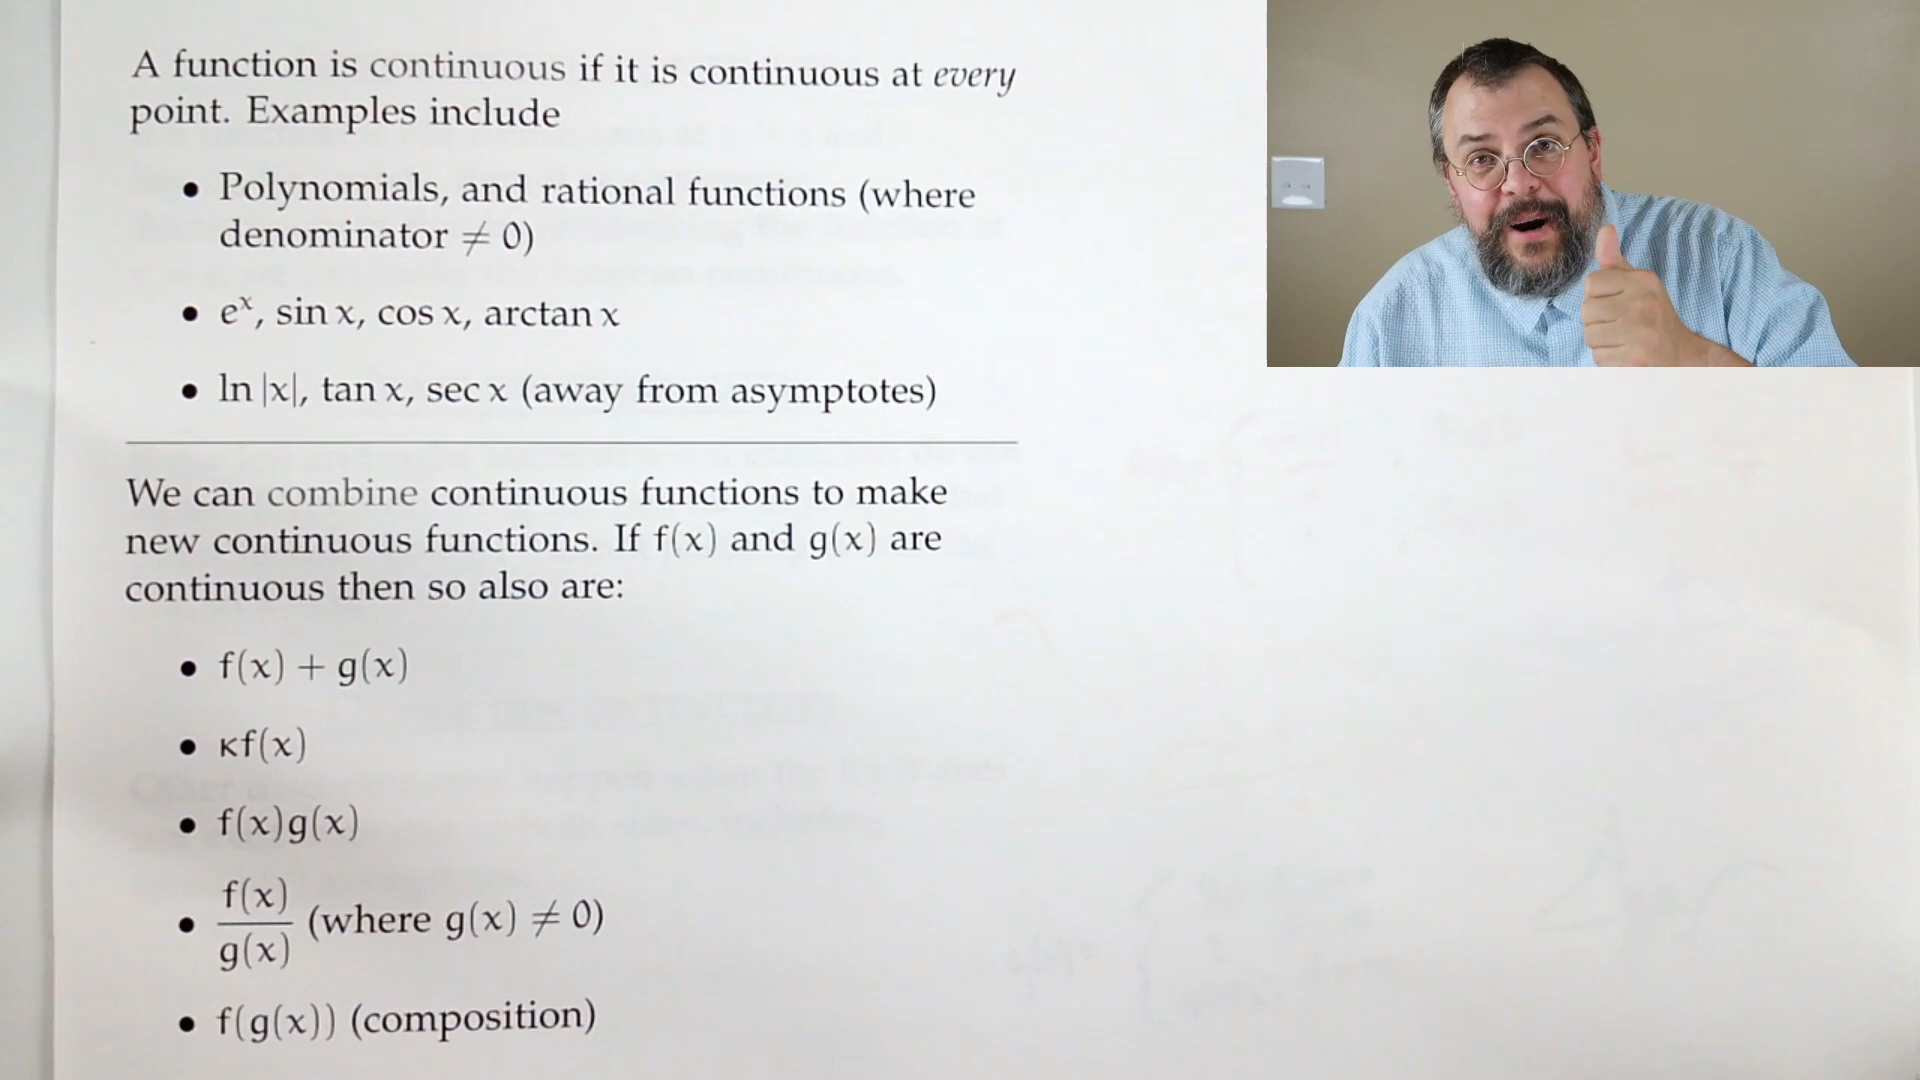 A function is continuous if it is continuous at every
point. Examples include
• Polynomials, and rational functions (where
denominator ≠ 0)
• eˣ, sin x, cos x, arctan x
• ln |x|, tan x, sec x (away from asymptotes)
We can combine continuous functions to make
new continuous functions. If f(x) and g(x) are
continuous then so also are:
• f(x) + g(x)
• κf(x)
• f(x)g(x)
• f(x)/g(x) (where g(x) ≠ 0)
• f(g(x)) (composition)